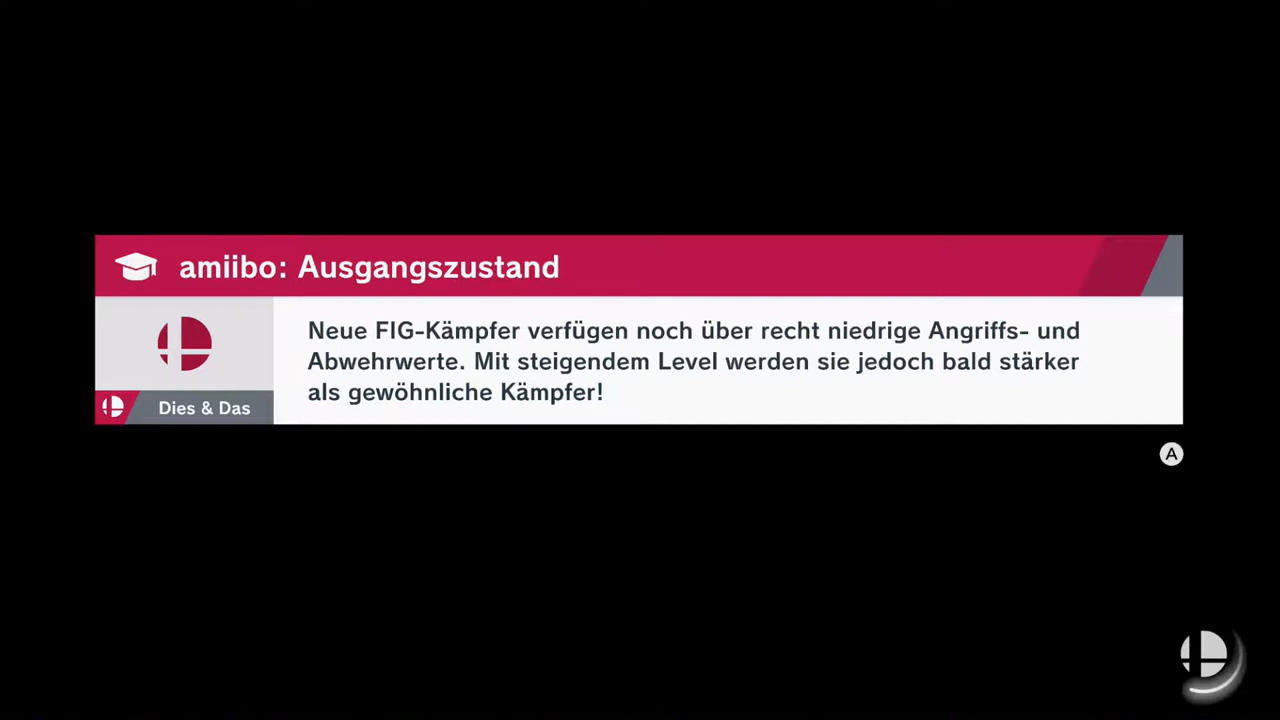 amiibo: Ausgangszustand
Neue FIG-Kämpfer verfügen noch über recht niedrige Angriffs- und
Abwehrwerte. Mit steigendem Level werden sie jedoch bald stärker
als gewöhnliche Kämpfer!
Dies & Das
A